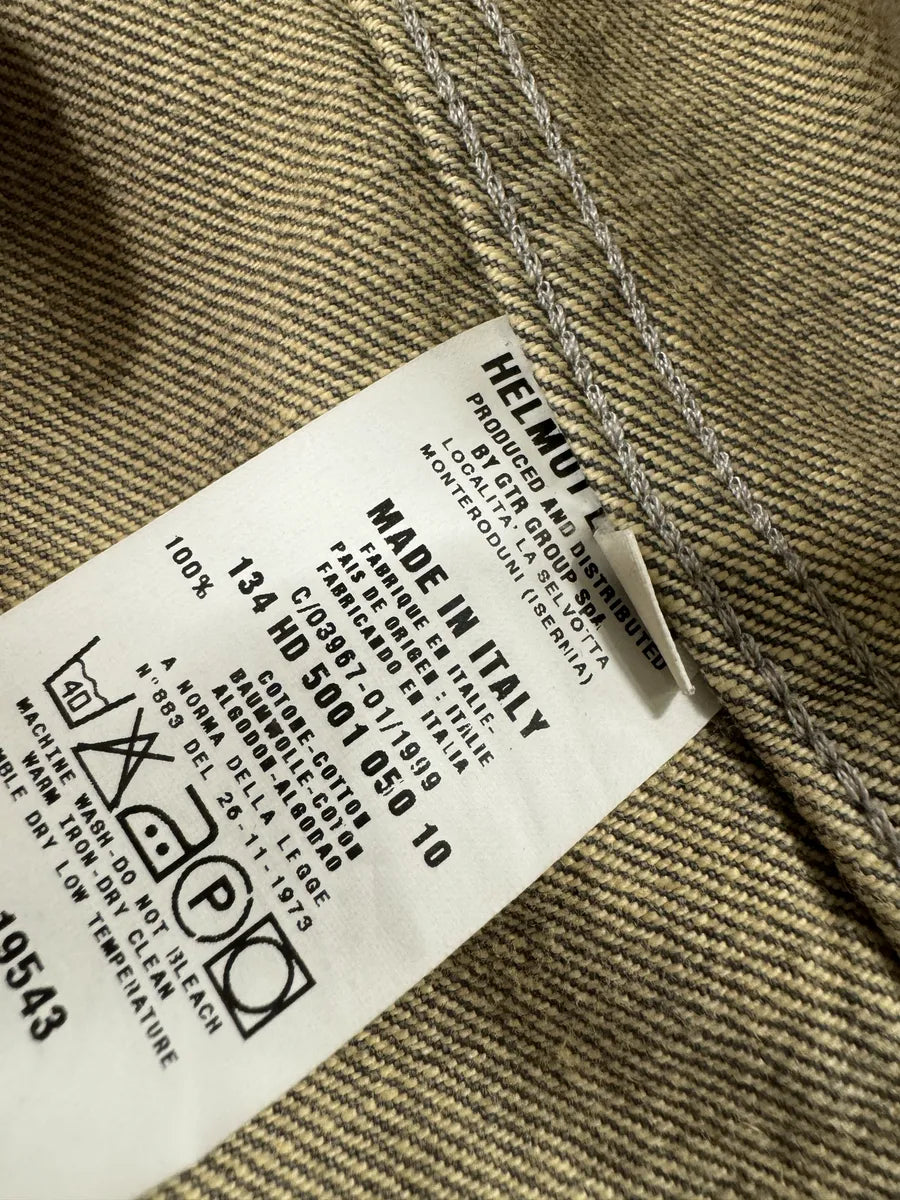 HELMUT L
PRODUCED AND DISTRIBUTED
BY GTR GROUP SPA
LOCALITA' LA SELVOTTA
MONTERODUNI (ISERNIA)
MADE IN ITALY
FABRIQUE EN ITALIE-
PAIS DE ORIGEN : ITALIE
FABRICANDO EN ITALIA
C/03967-01/1999
134 HD 5001 050 10
100%
COTONE-COTTON
BAUMWOLLE-COTON
ALGODON-ALGODAO
A NORMA DELLA LEGGE
N°883 DEL 26-11-1973
40
P
MACHINE WASH-DO NOT BLEACH
WARM IRON-DRY CLEAN
MBLE DRY LOW TEMPERATURE
19543